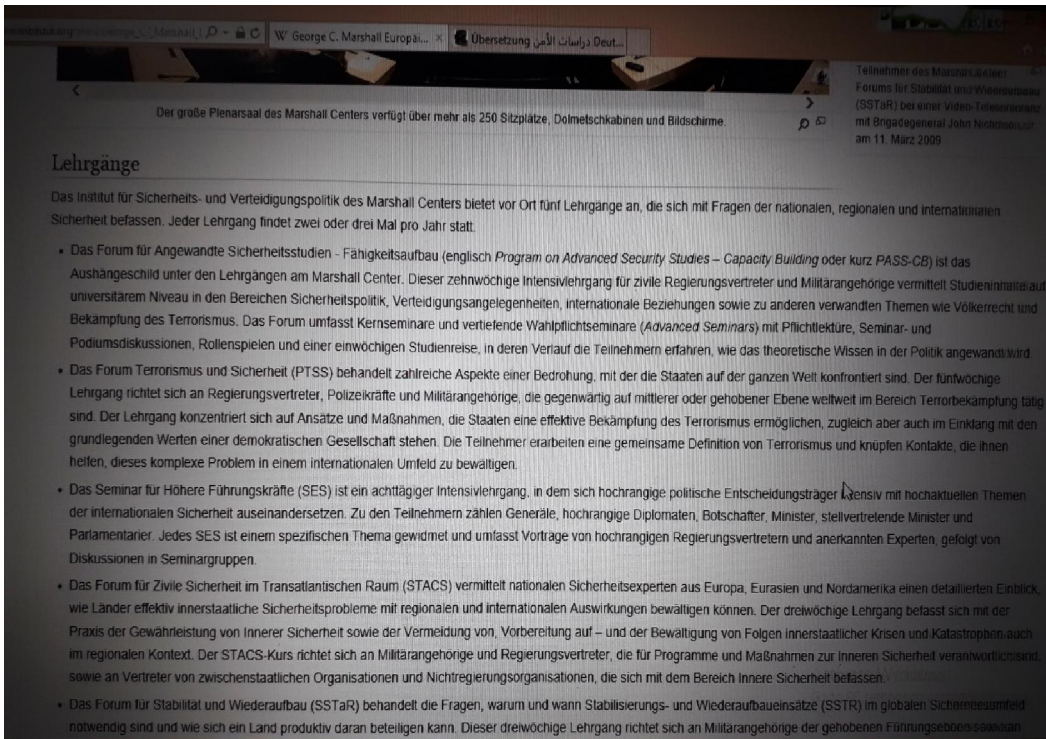 George C. Marshall Europäi...
Übersetzung دراسات الأمن Deut...
Teilnehmer des
Forums für Stabilität und Wiederaufbau
(SSTaR) bei einer
mit Brigadegeneral John
am 11. März 2009
Der große Plenarsaal des Marshall Centers verfügt über mehr als 250 Sitzplätze, Dolmetschkabinen und Bildschirme.
Lehrgänge
Das Institut für Sicherheits- und Verteidigungspolitik des Marshall Centers bietet vor Ort fünf Lehrgänge an, die sich mit Fragen der nationalen, regionalen und internationalen
Sicherheit befassen. Jeder Lehrgang findet zwei oder drei Mal pro Jahr statt.
• Das Forum für Angewandte Sicherheitsstudien - Fähigkeitsaufbau (englisch Program on Advanced Security Studies – Capacity Building oder kurz PASS-CB) ist das
Aushängeschild unter den Lehrgängen am Marshall Center. Dieser zehnwöchige Intensivlehrgang für zivile Regierungsvertreter und Militärangehörige vermittelt Studieninhalte auf
universitärem Niveau in den Bereichen Sicherheitspolitik, Verteidigungsangelegenheiten, internationale Beziehungen sowie zu anderen verwandten Themen wie Völkerrecht und
Bekämpfung des Terrorismus. Das Forum umfasst Kernseminare und vertiefende Wahlpflichtseminare (Advanced Seminars) mit Pflichtlektüre, Seminar- und
Podiumsdiskussionen, Rollenspielen und einer einwöchigen Studienreise, in deren Verlauf die Teilnehmern erfahren, wie das theoretische Wissen in der Politik angewandt wird.
• Das Forum Terrorismus und Sicherheit (PTSS) behandelt zahlreiche Aspekte einer Bedrohung, mit der die Staaten auf der ganzen Welt konfrontiert sind. Der fünfwöchige
Lehrgang richtet sich an Regierungsvertreter, Polizeikräfte und Militärangehörige, die gegenwärtig auf mittlerer oder gehobener Ebene weltweit im Bereich Terrorbekämpfung tätig
sind. Der Lehrgang konzentriert sich auf Ansätze und Maßnahmen, die Staaten eine effektive Bekämpfung des Terrorismus ermöglichen, zugleich aber auch im Einklang mit den
grundlegenden Werten einer demokratischen Gesellschaft stehen. Die Teilnehmer erarbeiten eine gemeinsame Definition von Terrorismus und knüpfen Kontakte, die ihnen
helfen, dieses komplexe Problem in einem internationalen Umfeld zu bewältigen.
• Das Seminar für Höhere Führungskräfte (SES) ist ein achttägiger Intensivlehrgang, in dem sich hochrangige politische Entscheidungsträger intensiv mit hochaktuellen Themen
der internationalen Sicherheit auseinandersetzen. Zu den Teilnehmern zählen Generäle, hochrangige Diplomaten, Botschafter, Minister, stellvertretende Minister und
Parlamentarier. Jedes SES ist einem spezifischen Thema gewidmet und umfasst Vorträge von hochrangigen Regierungsvertretern und anerkannten Experten, gefolgt von
Diskussionen in Seminargruppen.
• Das Forum für Zivile Sicherheit im Transatlantischen Raum (STACS) vermittelt nationalen Sicherheitsexperten aus Europa, Eurasien und Nordamerika einen detaillierten Einblick,
wie Länder effektiv innerstaatliche Sicherheitsprobleme mit regionalen und internationalen Auswirkungen bewältigen können. Der dreiwöchige Lehrgang befasst sich mit der
Praxis der Gewährleistung von Innerer Sicherheit sowie der Vermeidung von, Vorbereitung auf – und der Bewältigung von Folgen innerstaatlicher Krisen und Katastrophen auch
im regionalen Kontext. Der STACS-Kurs richtet sich an Militärangehörige und Regierungsvertreter, die für Programme und Maßnahmen zur Inneren Sicherheit verantwortlich sind,
sowie an Vertreter von zwischenstaatlichen Organisationen und Nichtregierungsorganisationen, die sich mit dem Bereich Innere Sicherheit befassen.
• Das Forum für Stabilität und Wiederaufbau (SSTaR) behandelt die Fragen, warum und wann Stabilisierungs- und Wiederaufbaueinsätze (SSTR) im globalen Sicherheitsumfeld
notwendig sind und wie sich ein Land produktiv daran beteiligen kann. Dieser dreiwöchige Lehrgang richtet sich an Militärangehörige der gehobenen